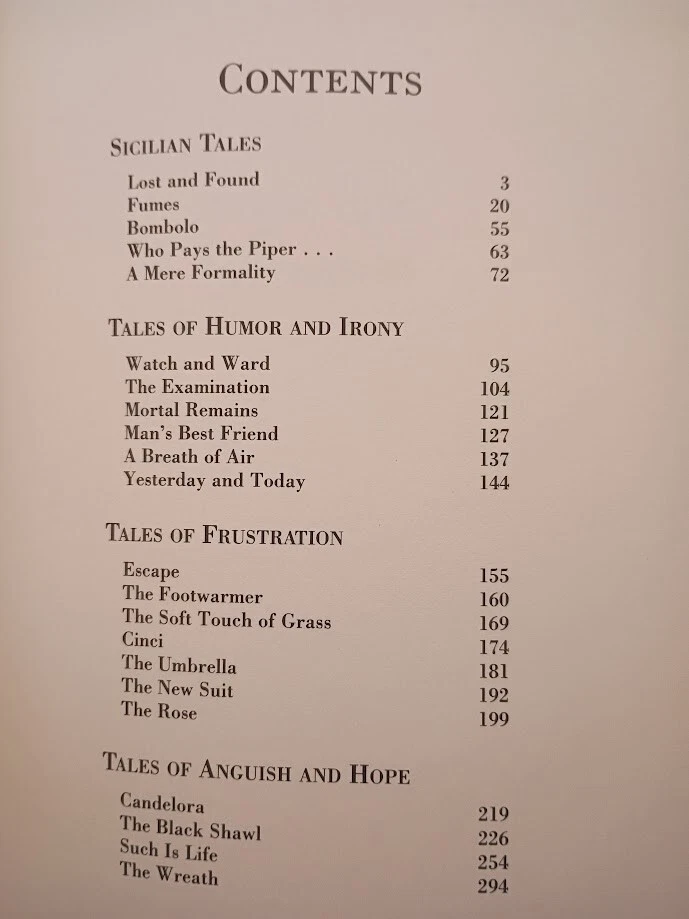 CONTENTS
SICILIAN TALES
Lost and Found 3
Fumes 20
Bombolo 55
Who Pays the Piper . . . 63
A Mere Formality 72
TALES OF HUMOR AND IRONY
Watch and Ward 95
The Examination 104
Mortal Remains 121
Man's Best Friend 127
A Breath of Air 137
Yesterday and Today 144
TALES OF FRUSTRATION
Escape 155
The Footwarmer 160
The Soft Touch of Grass 169
Cinci 174
The Umbrella 181
The New Suit 192
The Rose 199
TALES OF ANGUISH AND HOPE
Candelora 219
The Black Shawl 226
Such Is Life 254
The Wreath 294